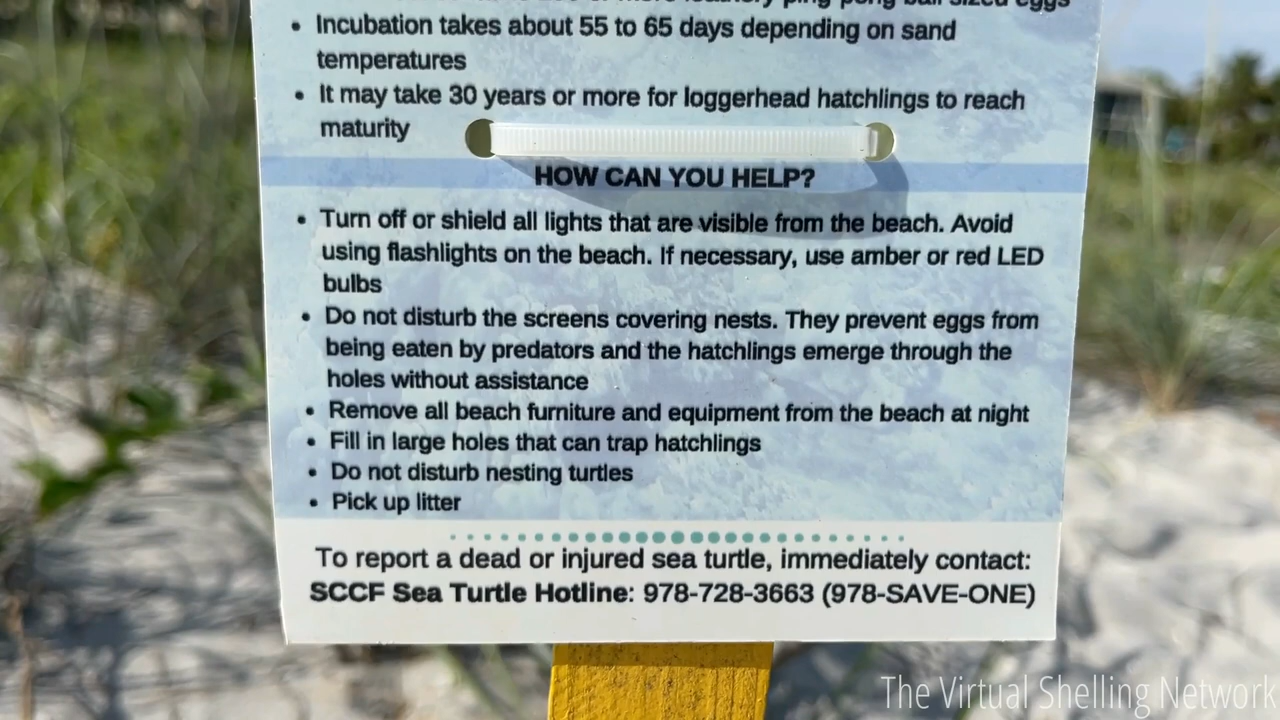 ping-pong ball sized eggs
• Incubation takes about 55 to 65 days depending on sand
temperatures
• It may take 30 years or more for loggerhead hatchlings to reach
maturity
HOW CAN YOU HELP?
• Turn off or shield all lights that are visible from the beach. Avoid
using flashlights on the beach. If necessary, use amber or red LED
bulbs
• Do not disturb the screens covering nests. They prevent eggs from
being eaten by predators and the hatchlings emerge through the
holes without assistance
• Remove all beach furniture and equipment from the beach at night
• Fill in large holes that can trap hatchlings
• Do not disturb nesting turtles
• Pick up litter
To report a dead or injured sea turtle, immediately contact:
SCCF Sea Turtle Hotline: 978-728-3663 (978-SAVE-ONE)
The Virtual Shelling Network